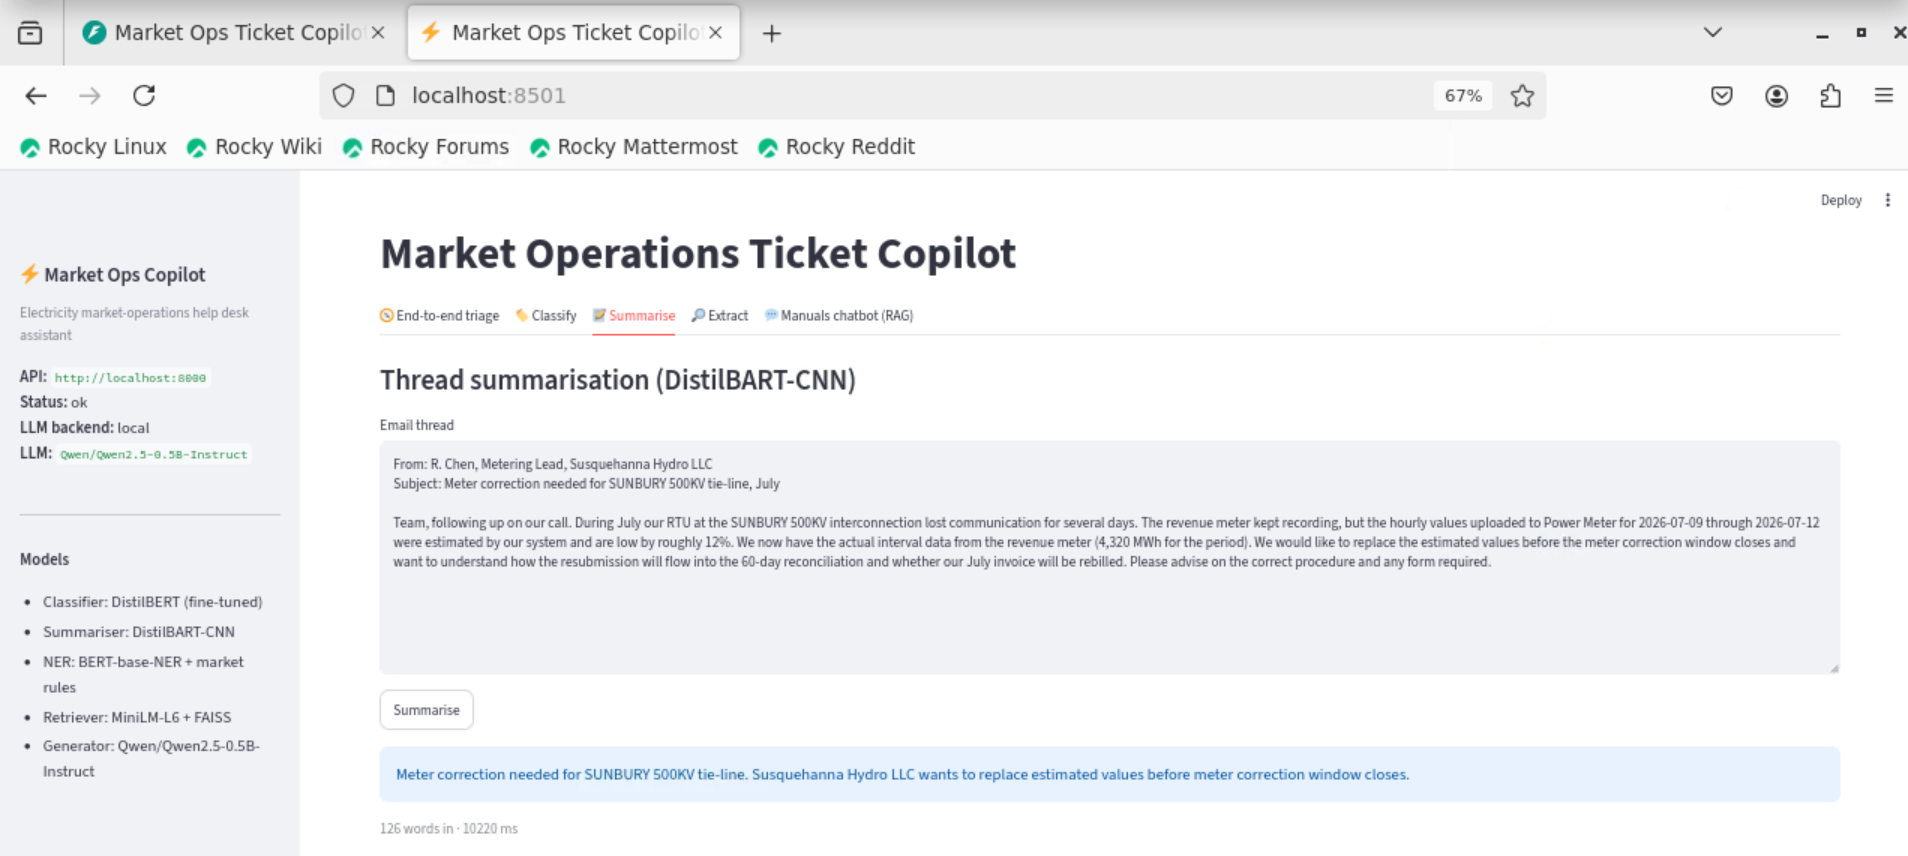 Market Ops Ticket Copilo
Market Ops Ticket Copilo
localhost:8501
67%
Rocky Linux
Rocky Wiki
Rocky Forums
Rocky Mattermost
Rocky Reddit
Deploy
Market Ops Copilot
Electricity market-operations help desk
assistant
API: http://localhost:8000
Status: ok
LLM backend: local
LLM: Qwen/Qwen2.5-0.5B-Instruct
Models
Classifier: DistilBERT (fine-tuned)
Summariser: DistilBART-CNN
NER: BERT-base-NER + market
rules
Retriever: MiniLM-L6 + FAISS
Generator: Qwen/Qwen2.5-0.5B-
Instruct
Market Operations Ticket Copilot
End-to-end triage
Classify
Summarise
Extract
Manuals chatbot (RAG)
Thread summarisation (DistilBART-CNN)
Email thread
From: R. Chen, Metering Lead, Susquehanna Hydro LLC
Subject: Meter correction needed for SUNBURY 500KV tie-line, July
Team, following up on our call. During July our RTU at the SUNBURY 500KV interconnection lost communication for several days. The revenue meter kept recording, but the hourly values uploaded to Power Meter for 2026-07-09 through 2026-07-12
were estimated by our system and are low by roughly 12%. We now have the actual interval data from the revenue meter (4,320 MWh for the period). We would like to replace the estimated values before the meter correction window closes and
want to understand how the resubmission will flow into the 60-day reconciliation and whether our July invoice will be rebilled. Please advise on the correct procedure and any form required.
Summarise
Meter correction needed for SUNBURY 500KV tie-line. Susquehanna Hydro LLC wants to replace estimated values before meter correction window closes.
126 words in · 10220 ms